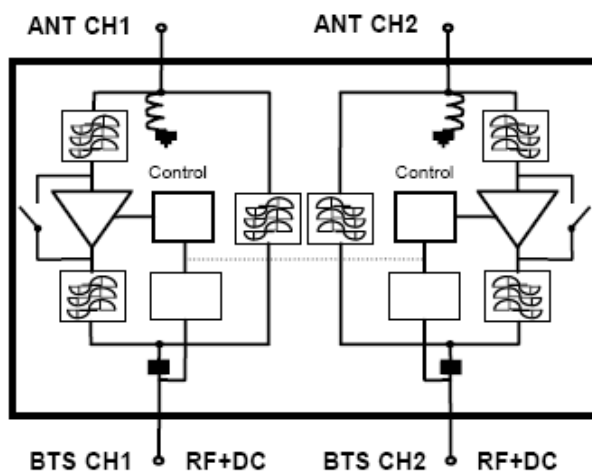 ANT CH1 ANT CH2
Control Control
BTS CH1 RF+DC BTS CH2 RF+DC